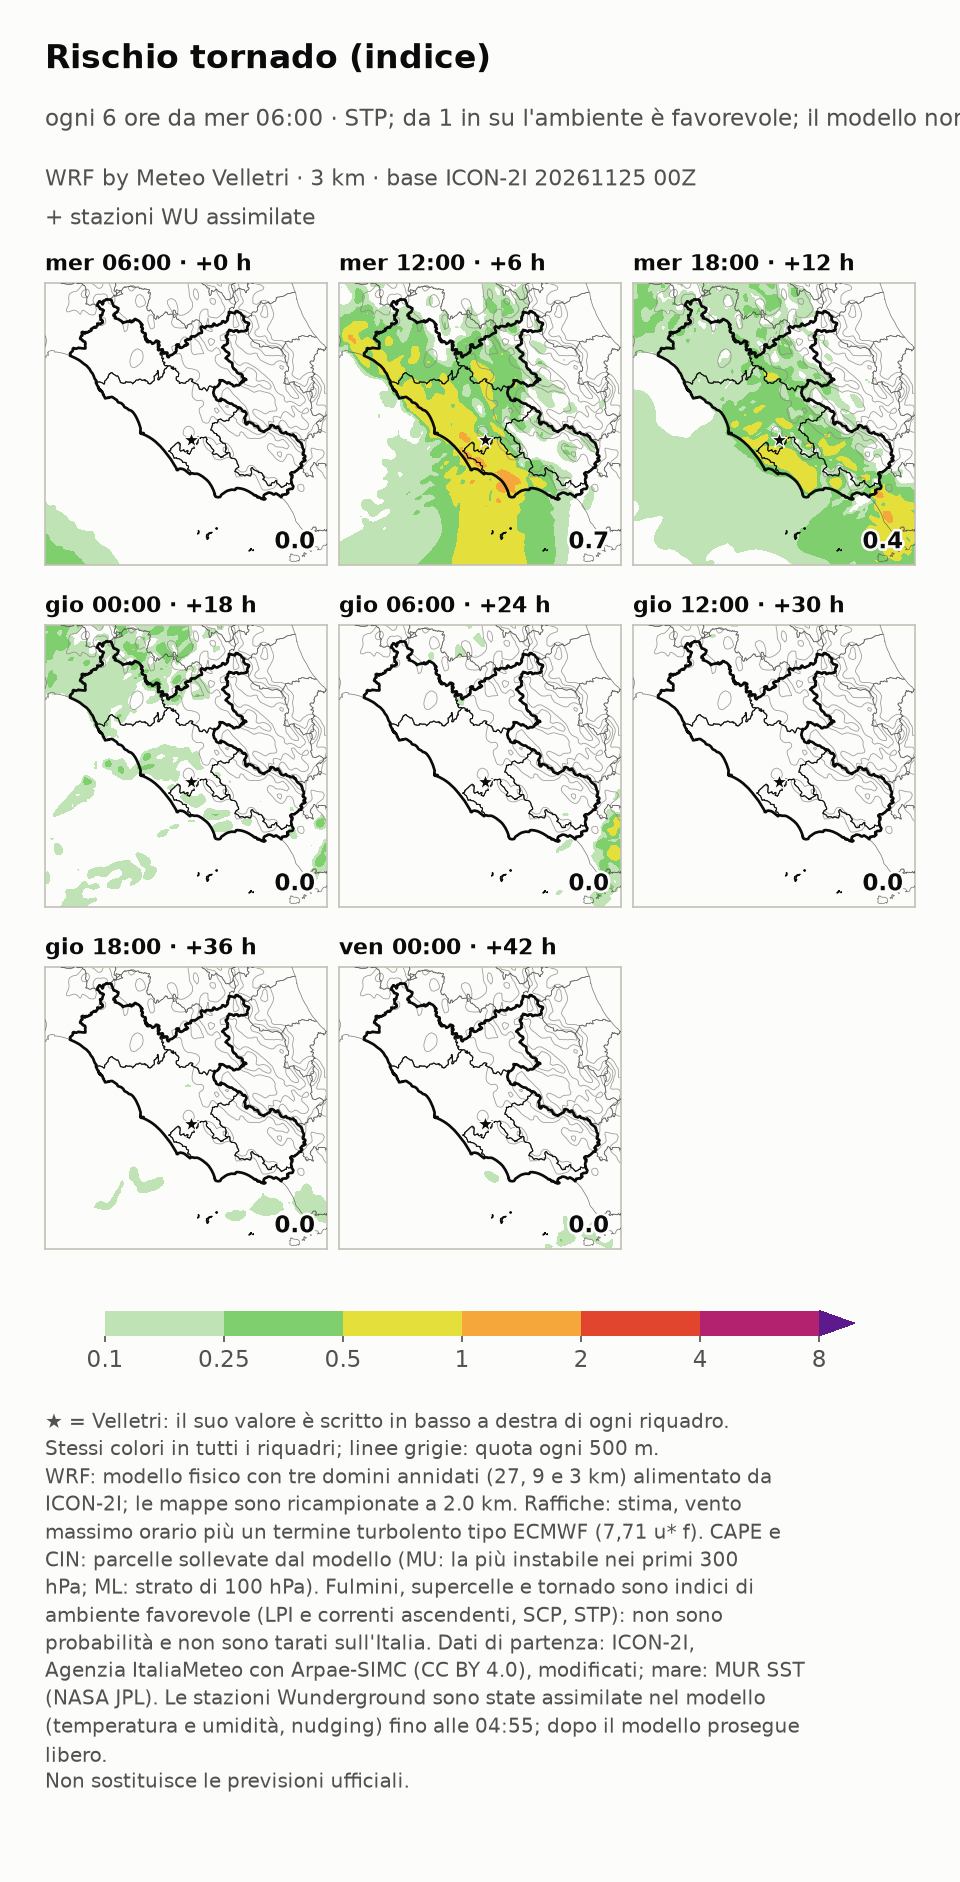 Rischio tornado (indice)
ogni 6 ore da mer 06:00 · STP; da 1 in su l'ambiente è favorevole; il modello non
WRF by Meteo Velletri · 3 km · base ICON-2I 20261125 00Z
+ stazioni WU assimilate
mer 06:00 · +0 h
mer 12:00 · +6 h
mer 18:00 · +12 h
0.0
0.7
0.4
gio 00:00 · +18 h
gio 06:00 · +24 h
gio 12:00 · +30 h
0.0
0.0
0.0
gio 18:00 · +36 h
ven 00:00 · +42 h
0.0
0.0
0.1
0.25
0.5
1
2
4
8
★ = Velletri: il suo valore è scritto in basso a destra di ogni riquadro.
Stessi colori in tutti i riquadri; linee grigie: quota ogni 500 m.
WRF: modello fisico con tre domini annidati (27, 9 e 3 km) alimentato da
ICON-2I; le mappe sono ricampionate a 2.0 km. Raffiche: stima, vento
massimo orario più un termine turbolento tipo ECMWF (7,71 u* f). CAPE e
CIN: parcelle sollevate dal modello (MU: la più instabile nei primi 300
hPa; ML: strato di 100 hPa). Fulmini, supercelle e tornado sono indici di
ambiente favorevole (LPI e correnti ascendenti, SCP, STP): non sono
probabilità e non sono tarati sull'Italia. Dati di partenza: ICON-2I,
Agenzia ItaliaMeteo con Arpae-SIMC (CC BY 4.0), modificati; mare: MUR SST
(NASA JPL). Le stazioni Wunderground sono state assimilate nel modello
(temperatura e umidità, nudging) fino alle 04:55; dopo il modello prosegue
libero.
Non sostituisce le previsioni ufficiali.